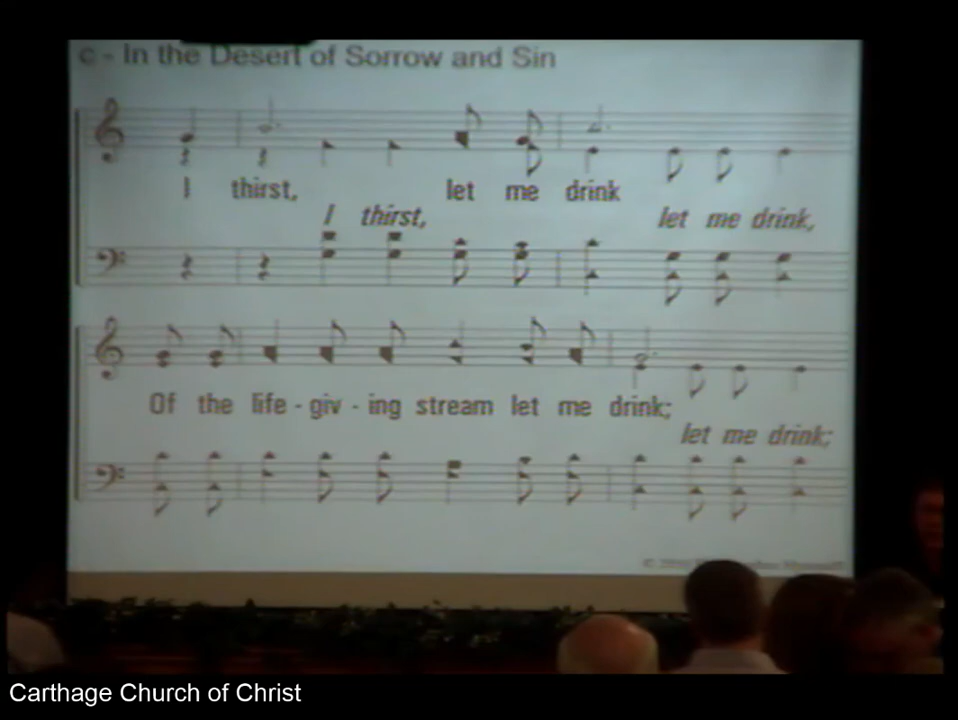 c - In the Desert of Sorrow and Sin
I thirst, let me drink
I thirst, let me drink,
Of the life - giv - ing stream let me drink;
let me drink;
Carthage Church of Christ